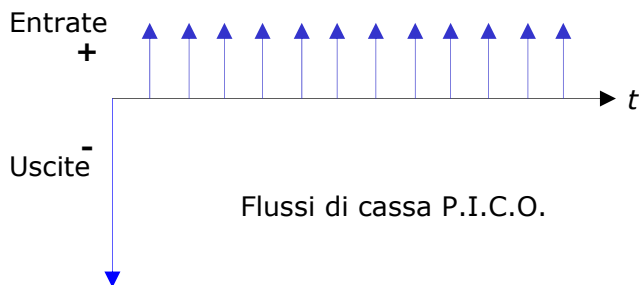 Entrate
+
t
-
Uscite
Flussi di cassa P.I.C.O.